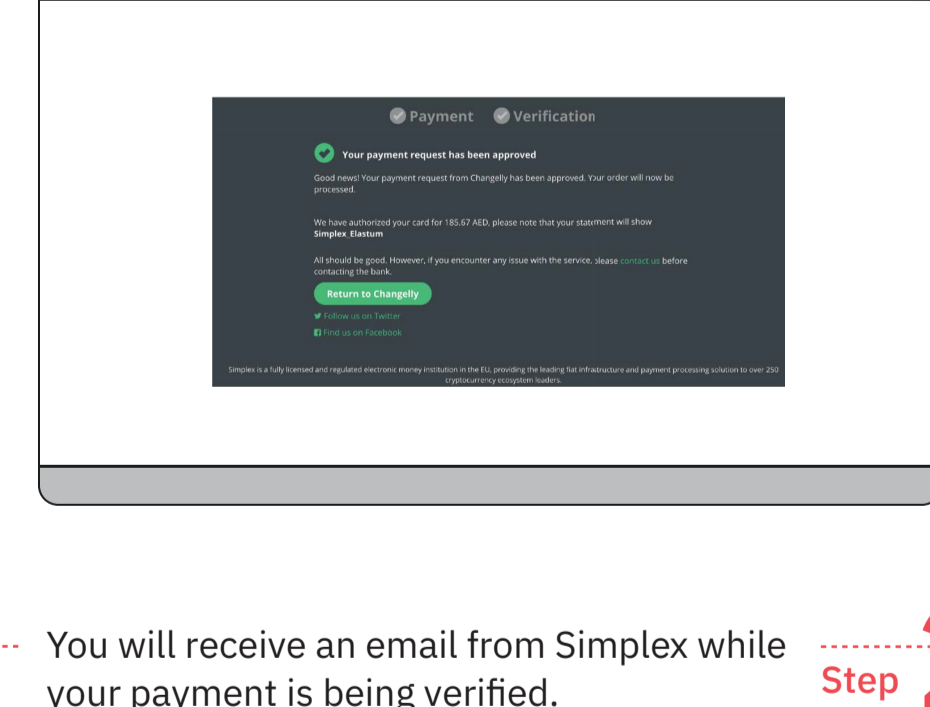 Payment Verification
Your payment request has been approved
Good news! Your payment request from Changelly has been approved. Your order will now be
processed.
We have authorized your card for 185.67 AED, please note that your statement will show
Simplex_Elastum
All should be good. However, if you encounter any issue with the service, please contact us before
contacting the bank.
Return to Changelly
Follow us on Twitter
Find us on Facebook
Simplex is a fully licensed and regulated electronic money institution in the EU, providing the leading fiat infrastructure and payment processing solution to over 250
cryptocurrency ecosystem leaders.
You will receive an email from Simplex while
your payment is being verified.
Step